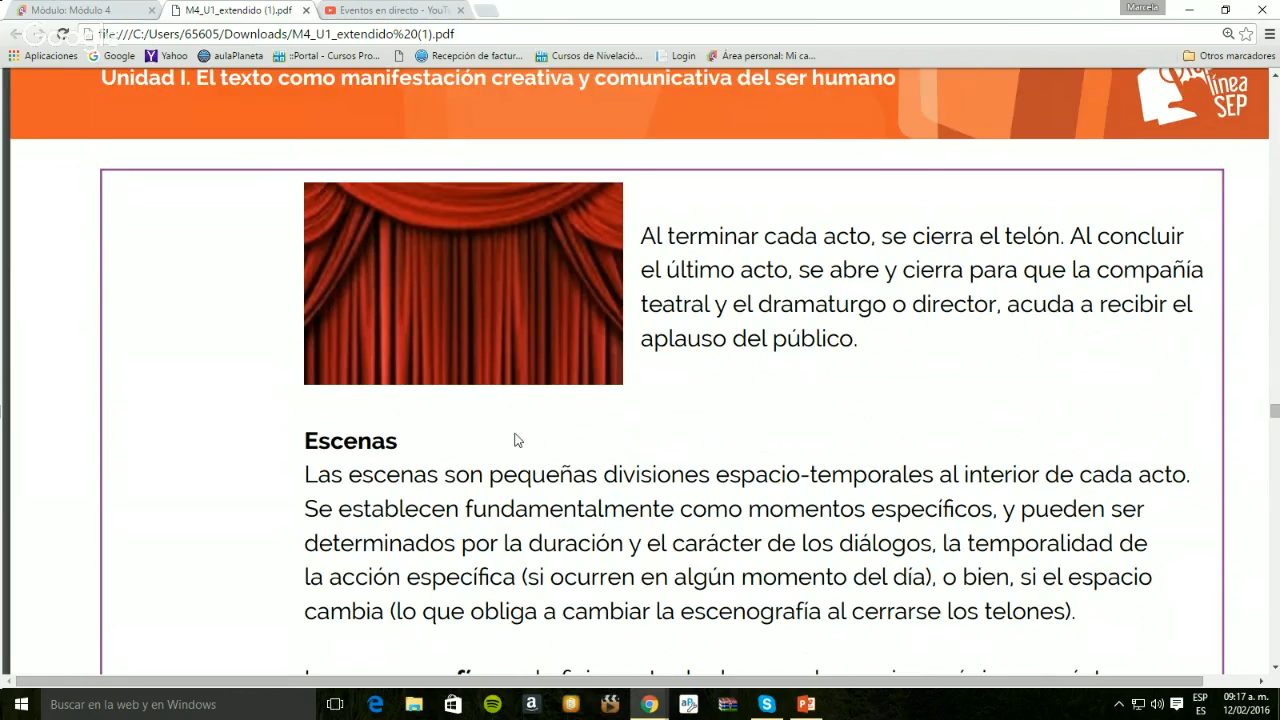 Módulo: Módulo 4
M4_U1_extendido (1).pdf
Eventos en directo - YouT
Marcela
file:///C:/Users/65605/Downloads/M4_U1_extendido%20(1).pdf
Aplicaciones
Google
Yahoo
aulaPlaneta
::Portal - Cursos Pro...
Recepción de factur...
Cursos de Nivelació...
Login
Área personal: Mi ca...
Otros marcadores
Unidad I. El texto como manifestación creativa y comunicativa del ser humano
línea
SEP
Al terminar cada acto, se cierra el telón. Al concluir
el último acto, se abre y cierra para que la compañía
teatral y el dramaturgo o director, acuda a recibir el
aplauso del público.
Escenas
Las escenas son pequeñas divisiones espacio-temporales al interior de cada acto.
Se establecen fundamentalmente como momentos específicos, y pueden ser
determinados por la duración y el carácter de los diálogos, la temporalidad de
la acción específica (si ocurren en algún momento del día), o bien, si el espacio
cambia (lo que obliga a cambiar la escenografía al cerrarse los telones).
Buscar en la web y en Windows
ESP
ES
09:17 a. m.
12/02/2016